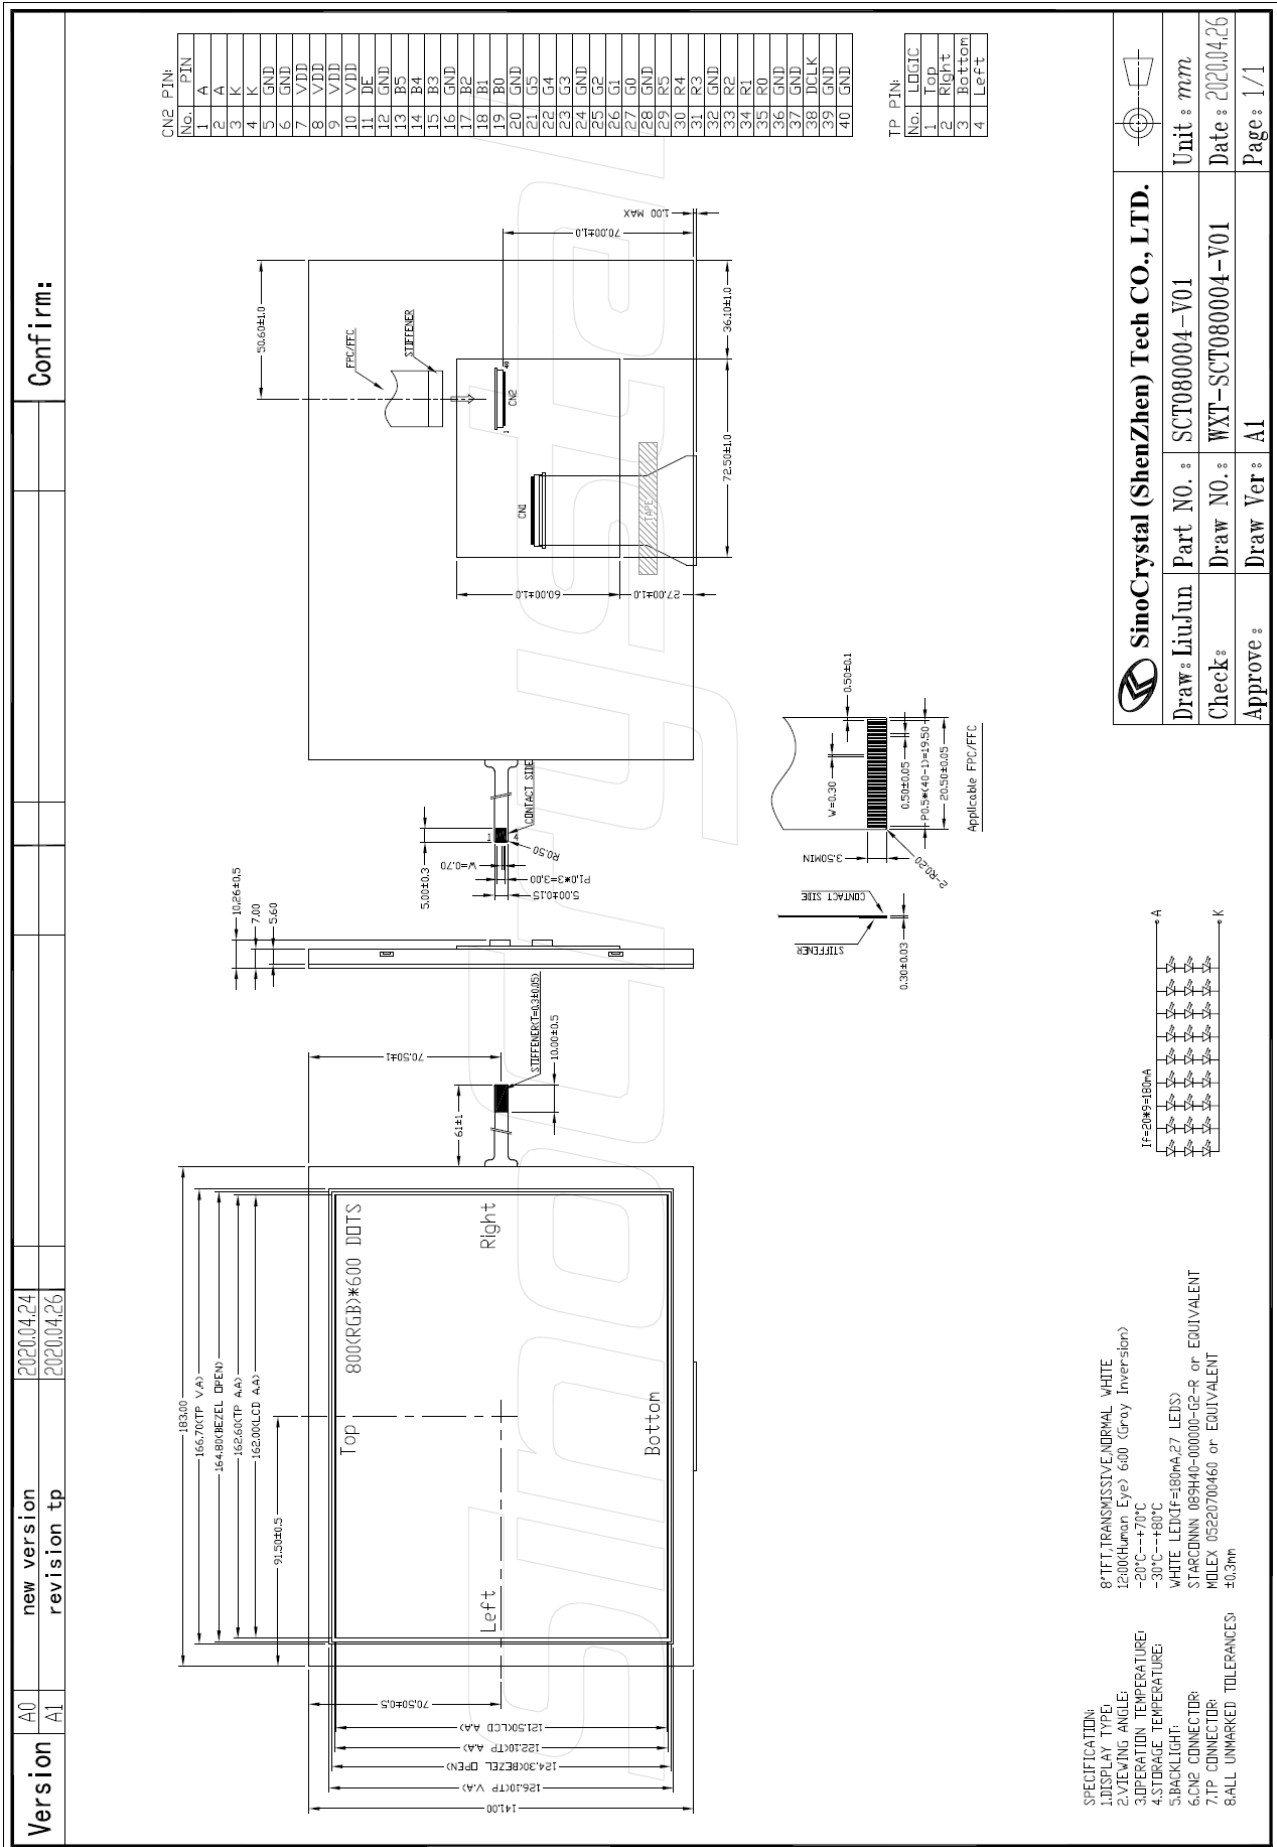 Version A0 new version 2020.04.24 Confirm:
A1 revision tp 2020.04.26
183.00
166.70(TP V.A)
164.80(BEZEL OPEN)
162.60(TP A.A)
162.00(LCD A.A)
91.50±0.5
141.00
126.10(TP V.A)
124.30(BEZEL OPEN)
122.10(TP A.A)
121.50(LCD A.A)
70.50±0.5
Top
800(RGB)*600 DOTS
Left
Right
Bottom
61±1
70.50±1
STIFFENER(T=0.3±0.05)
10.00±0.5
10.26±0.5
7.00
5.60
5.00±0.3
1
4
CONTACT SIDE
R0.50
W=0.70
P1.0*3=3.00
5.00±0.15
50.60±1.0
FPC/FFC
STIFFENER
CN2
1
40
CN1
TAPE
60.00±1.0
27.00±1.0
70.00±1.0
1.00 MAX
36.10±1.0
72.50±1.0
STIFFENER
CONTACT SIDE
0.30±0.03
3.50MIN
2-R0.20
W=0.30
0.50±0.1
0.50±0.05
P0.5*(40-1)=19.50
20.50±0.05
Applicable FPC/FFC
CN2 PIN:
No. PIN
1 A
2 A
3 K
4 K
5 GND
6 GND
7 VDD
8 VDD
9 VDD
10 VDD
11 DE
12 GND
13 B5
14 B4
15 B3
16 GND
17 B2
18 B1
19 B0
20 GND
21 G5
22 G4
23 G3
24 GND
25 G2
26 G1
27 G0
28 GND
29 R5
30 R4
31 R3
32 GND
33 R2
34 R1
35 R0
36 GND
37 GND
38 DCLK
39 GND
40 GND
TP PIN:
No. LOGIC
1 Top
2 Right
3 Bottom
4 Left
If=20*9=180mA
A
K
SPECIFICATION:
1.DISPLAY TYPE: 8"TFT,TRANSMISSIVE,NORMAL WHITE
2.VIEWING ANGLE: 12:00(Human Eye) 6:00 (Gray Inversion)
3.OPERATION TEMPERATURE: -20°C--+70°C
4.STORAGE TEMPERATURE: -30°C--+80°C
5.BACKLIGHT: WHITE LED(If=180mA,27 LEDS)
6.CN2 CONNECTOR: STARCONNN 089H40-000000-G2-R or EQUIVALENT
7.TP CONNECTOR: MOLEX 05220700460 or EQUIVALENT
8.ALL UNMARKED TOLERANCES: ±0.3mm
SinoCrystal (ShenZhen) Tech CO., LTD.
Draw: LiuJun Part NO.: SCT080004-V01 Unit: mm
Check: Draw NO.: WXT-SCT080004-V01 Date: 2020.04.26
Approve: Draw Ver: A1 Page: 1/1
SinoCrystal